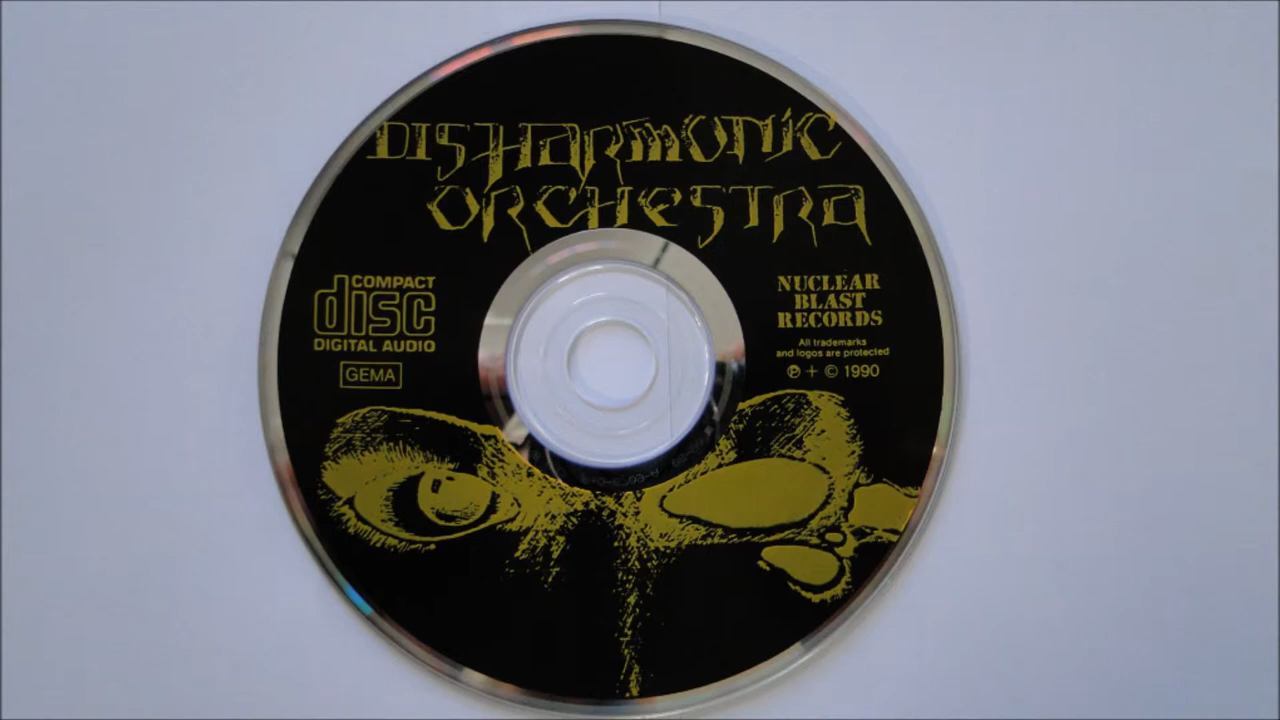 DISHARMONIC
ORCHESTRA
COMPACT
disc
DIGITAL AUDIO
GEMA
NUCLEAR
BLAST
RECORDS
All trademarks
and logos are protected
℗ + © 1990